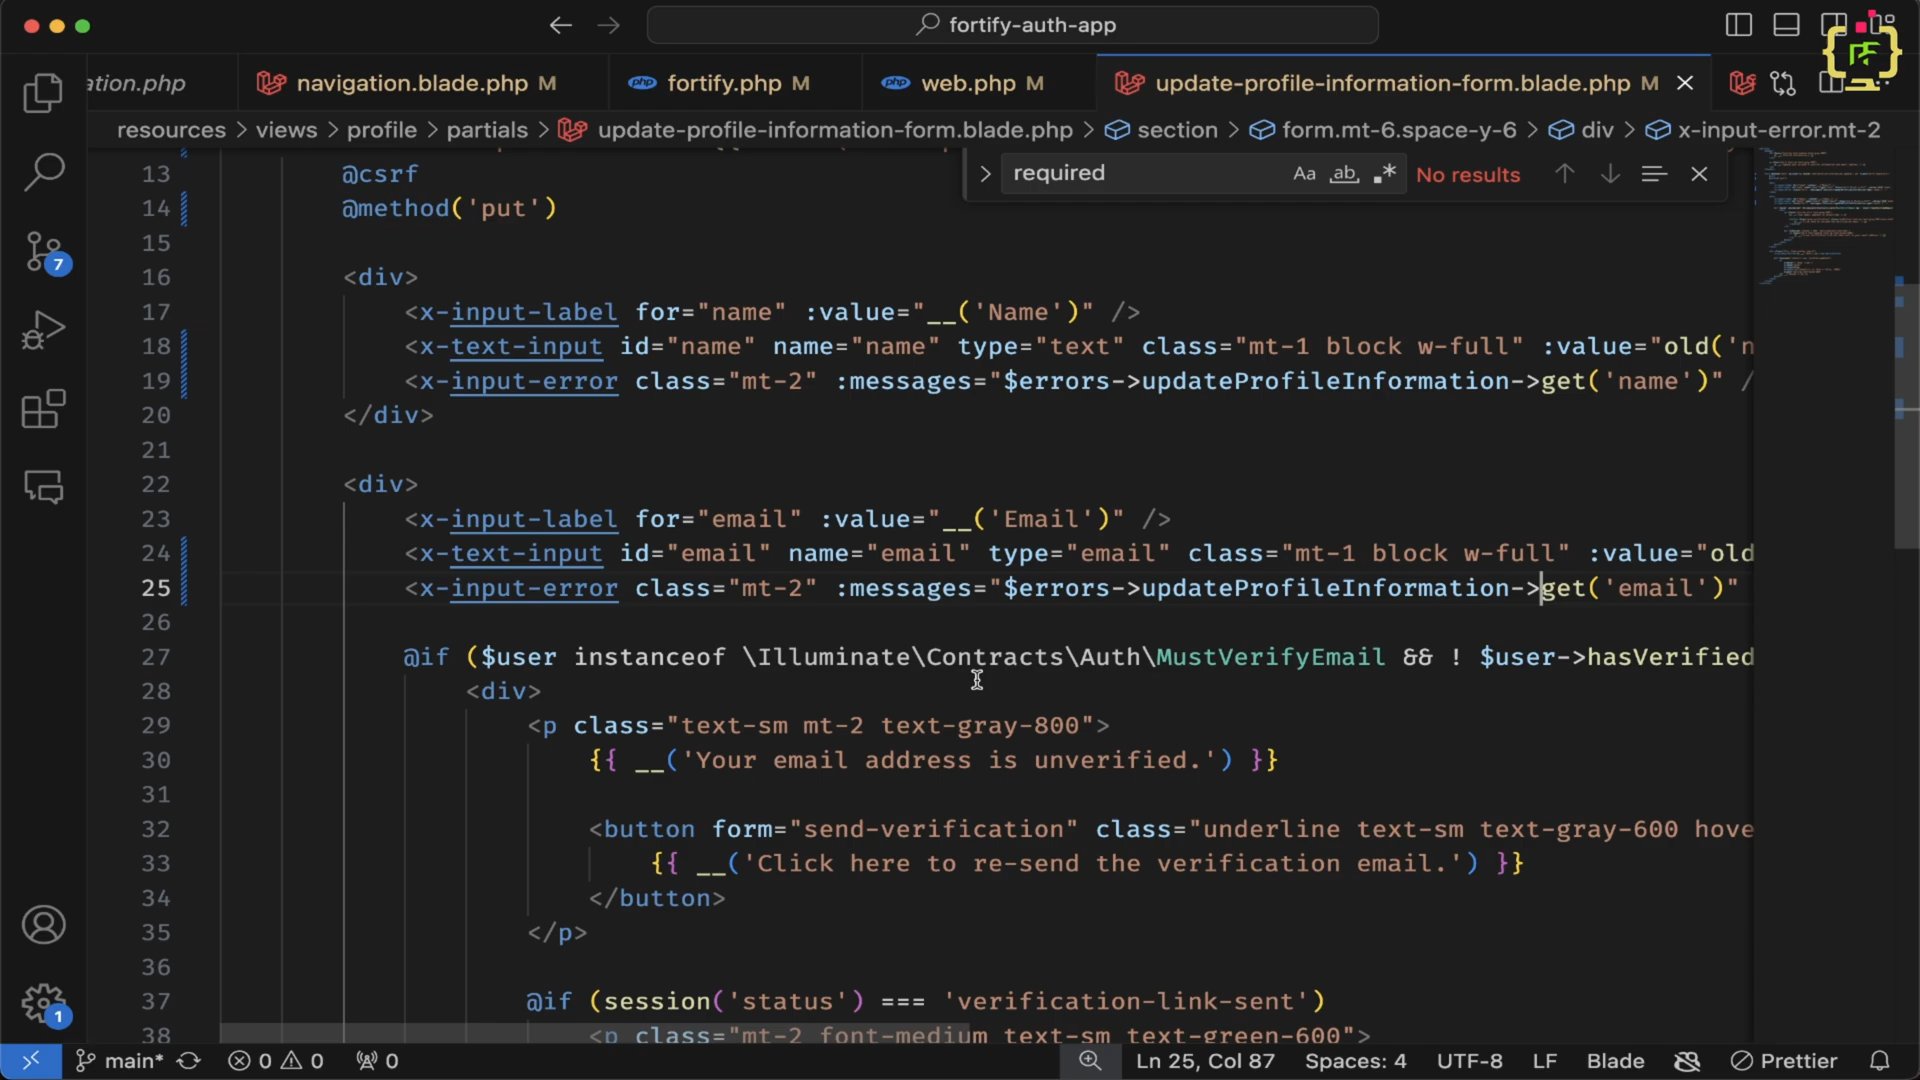 fortify-auth-app
ation.php
navigation.blade.php M
fortify.php M
web.php M
update-profile-information-form.blade.php M
resources > views > profile > partials > update-profile-information-form.blade.php > section > form.mt-6.space-y-6 > div > x-input-error.mt-2
required
Aa ab .* No results
13 @csrf
14 @method('put')
15
16 <div>
17 <x-input-label for="name" :value="__('Name')" />
18 <x-text-input id="name" name="name" type="text" class="mt-1 block w-full" :value="old('n
19 <x-input-error class="mt-2" :messages="$errors->updateProfileInformation->get('name')" /
20 </div>
21
22 <div>
23 <x-input-label for="email" :value="__('Email')" />
24 <x-text-input id="email" name="email" type="email" class="mt-1 block w-full" :value="old
25 <x-input-error class="mt-2" :messages="$errors->updateProfileInformation->get('email')"
26
27 @if ($user instanceof \Illuminate\Contracts\Auth\MustVerifyEmail && ! $user->hasVerified
28 <div>
29 <p class="text-sm mt-2 text-gray-800">
30 {{ __('Your email address is unverified.') }}
31
32 <button form="send-verification" class="underline text-sm text-gray-600 hove
33 {{ __('Click here to re-send the verification email.') }}
34 </button>
35 </p>
36
37 @if (session('status') === 'verification-link-sent')
38 <p class="mt-2 font-medium text-sm text-green-600">
7
1
main* 0 0 0 Ln 25, Col 87 Spaces: 4 UTF-8 LF Blade Prettier